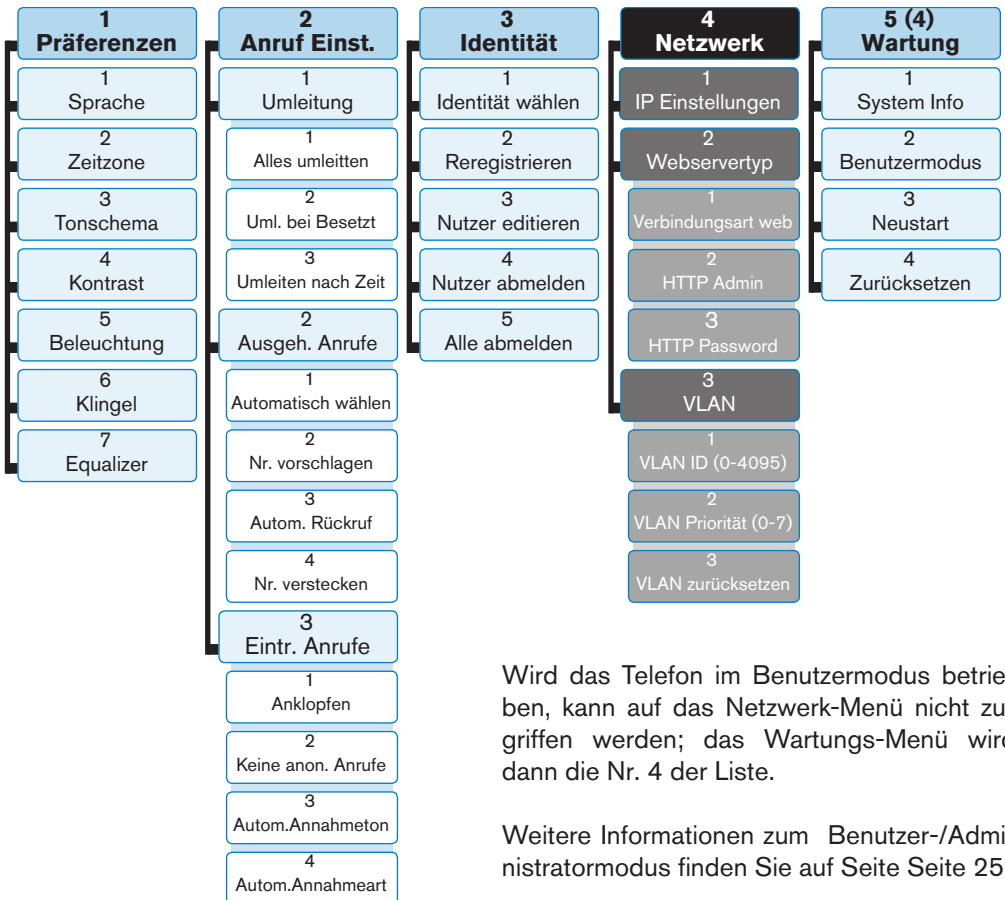 1
Präferenzen
1
Sprache
2
Zeitzone
3
Tonschema
4
Kontrast
5
Beleuchtung
6
Klingel
7
Equalizer
2
Anruf Einst.
1
Umleitung
1
Alles umleitten
2
Uml. bei Besetzt
3
Umleiten nach Zeit
2
Ausgeh. Anrufe
1
Automatisch wählen
2
Nr. vorschlagen
3
Autom. Rückruf
4
Nr. verstecken
3
Eintr. Anrufe
1
Anklopfen
2
Keine anon. Anrufe
3
Autom.Annahmeton
4
Autom.Annahmeart
3
Identität
1
Identität wählen
2
Reregistrieren
3
Nutzer editieren
4
Nutzer abmelden
5
Alle abmelden
4
Netzwerk
1
IP Einstellungen
2
Webservertyp
1
Verbindungsart web
2
HTTP Admin
3
HTTP Password
3
VLAN
1
VLAN ID (0-4095)
2
VLAN Priorität (0-7)
3
VLAN zurücksetzen
5 (4)
Wartung
1
System Info
2
Benutzermodus
3
Neustart
4
Zurücksetzen
Wird das Telefon im Benutzermodus betrie
ben, kann auf das Netzwerk-Menü nicht zu
griffen werden; das Wartungs-Menü wird
dann die Nr. 4 der Liste.
Weitere Informationen zum Benutzer-/Admi
nistratormodus finden Sie auf Seite Seite 25